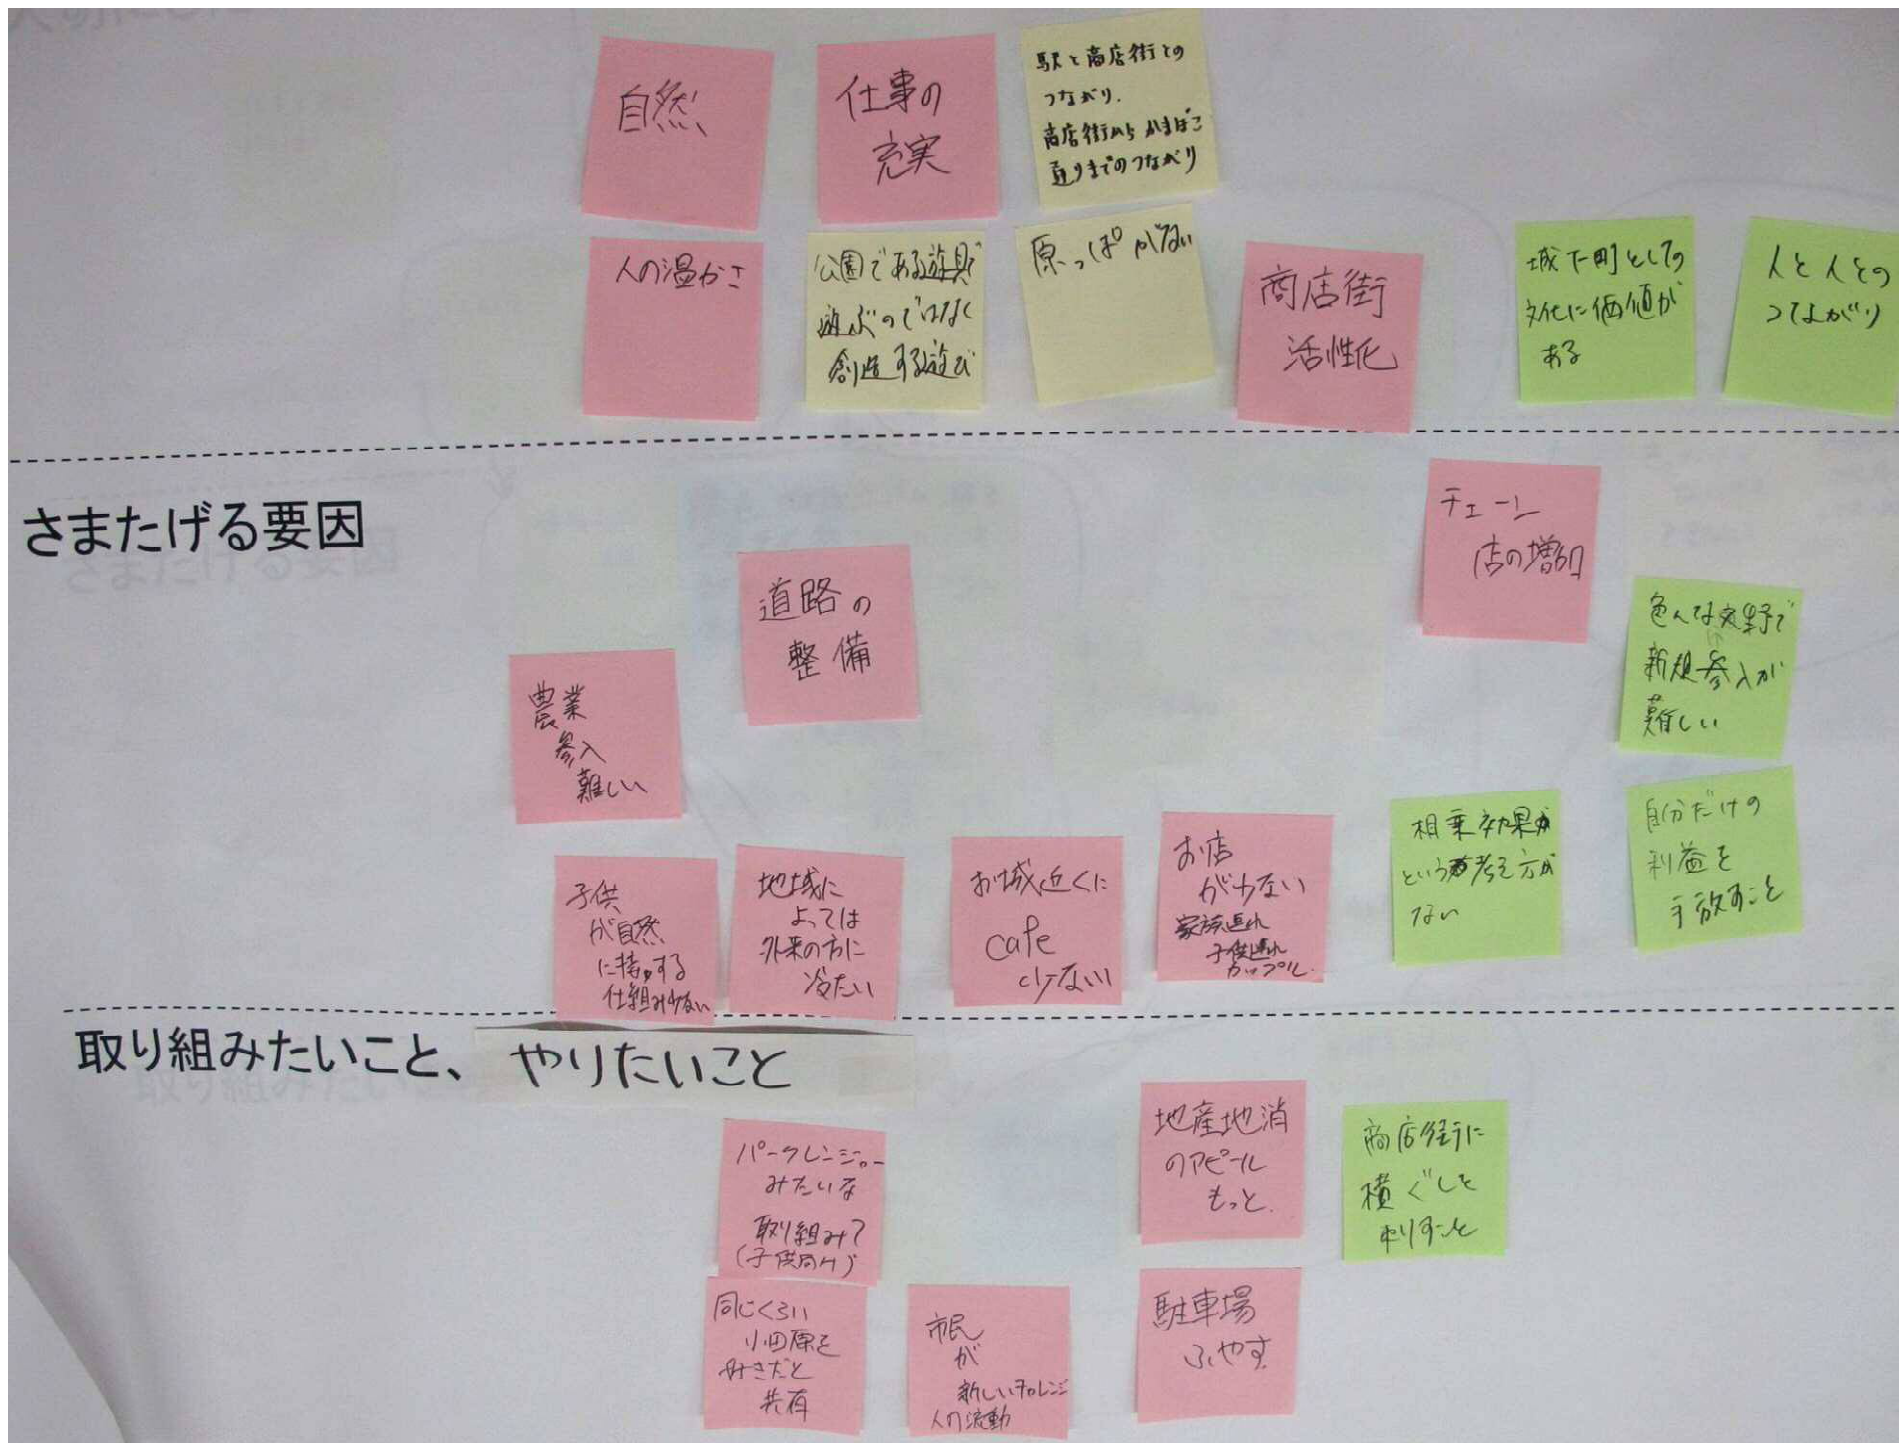 自然
仕事の
充実
駅と商店街との
つながり.
商店街から かまぼこ
通りまでのつながり
人の温かさ
公園である遊具で
遊ぶのではなく
創造する遊び
原っぱがない
商店街
活性化
城下町としての
文化に価値が
ある
人と人との
つながり
さまたげる要因
チェーン
店の増加
道路の
整備
色んな分野で
新規参入が
難しい
農業
参入
難しい
子供
が自然
に接する
仕組み少ない
地域に
よっては
外来の方に
冷たい
お城近くに
cafe
少ない
お店
が少ない
家族連れ
子供連れ
カップル
相乗効果
という考え方が
ない
自分だけの
利益を
手放すこと
取り組みたいこと、やりたいこと
パークレンジャー
みたいな
取り組みて
(子供向け)
地産地消
のアピール
もっと.
商店街に
横ぐしを
刺すこと
同じくらい
小田原を
好きだと
共有
市民
が
新しいチャレンジ
人の流動
駐車場
ふやす